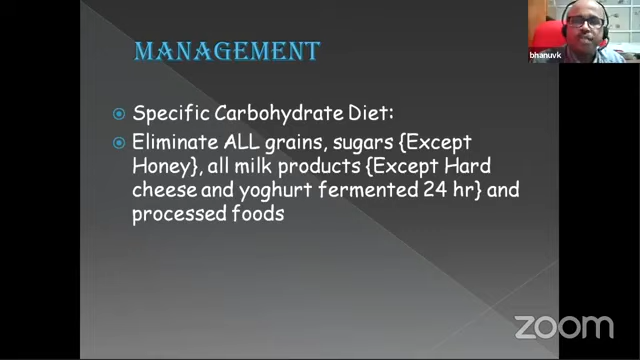 MANAGEMENT
bhanuvk
Specific Carbohydrate Diet:
Eliminate ALL grains, sugars {Except
Honey}, all milk products {Except Hard
cheese and yoghurt fermented 24 hr} and
processed foods
zoom